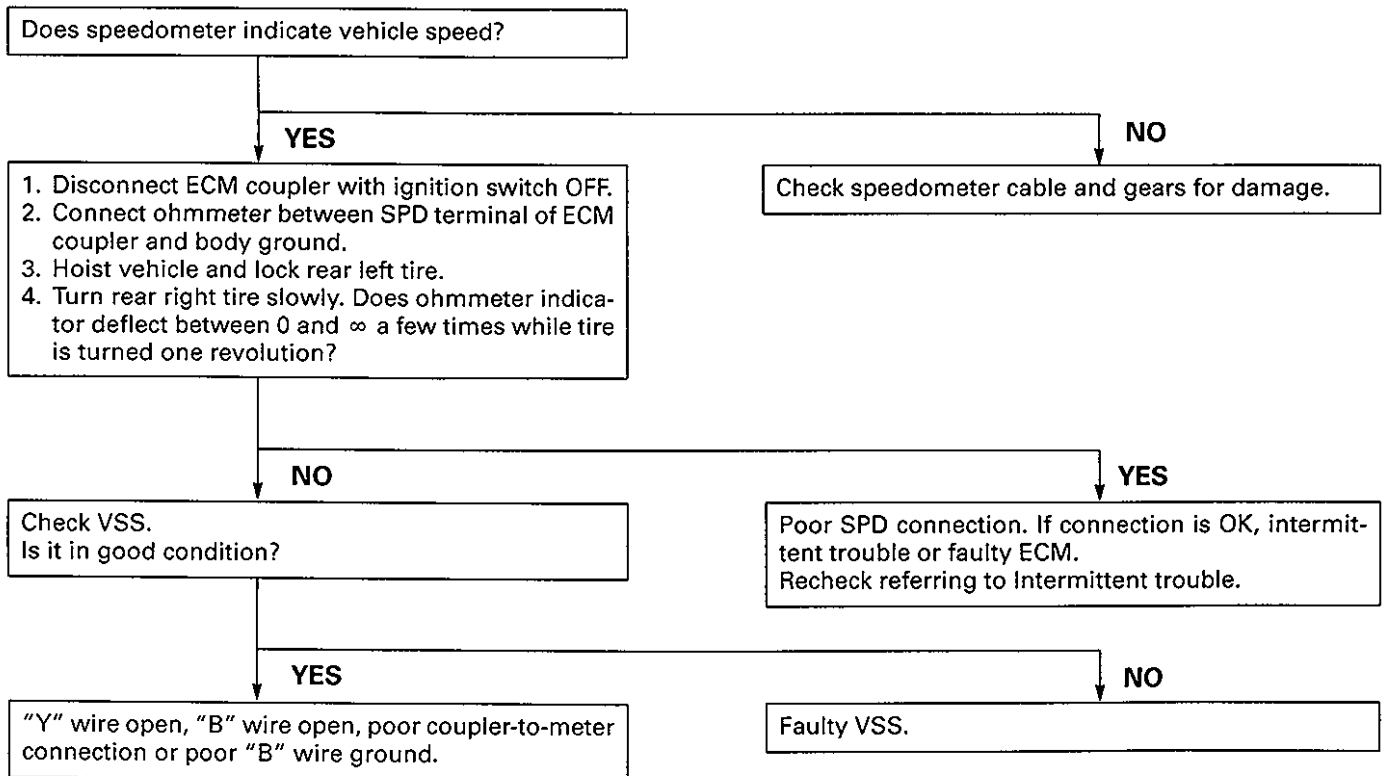 Does speedometer indicate vehicle speed?
YES
NO
1. Disconnect ECM coupler with ignition switch OFF.
2. Connect ohmmeter between SPD terminal of ECM
coupler and body ground.
3. Hoist vehicle and lock rear left tire.
4. Turn rear right tire slowly. Does ohmmeter indica-
tor deflect between 0 and ∞ a few times while tire
is turned one revolution?
Check speedometer cable and gears for damage.
NO
YES
Check VSS.
Is it in good condition?
Poor SPD connection. If connection is OK, intermit-
tent trouble or faulty ECM.
Recheck referring to Intermittent trouble.
YES
NO
"Y" wire open, "B" wire open, poor coupler-to-meter
connection or poor "B" wire ground.
Faulty VSS.